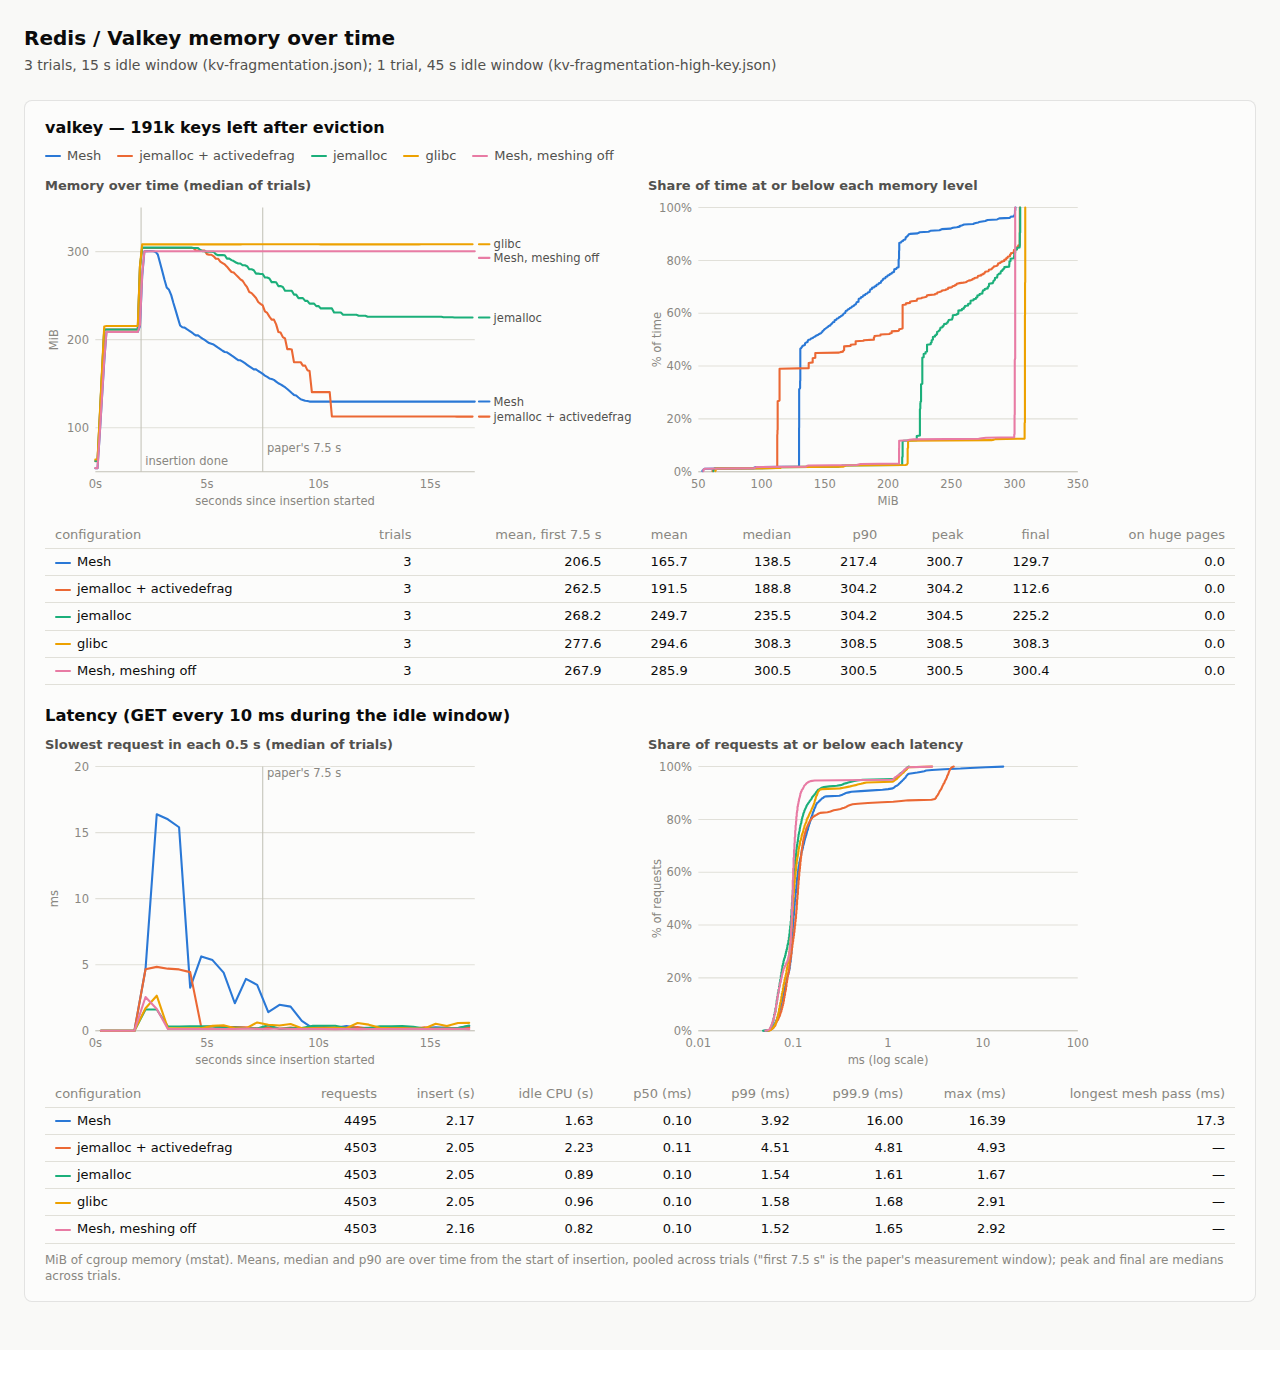 Redis / Valkey memory over time
3 trials, 15 s idle window (kv-fragmentation.json); 1 trial, 45 s idle window (kv-fragmentation-high-key.json)
valkey — 191k keys left after eviction
Mesh jemalloc + activedefrag jemalloc glibc Mesh, meshing off
Memory over time (median of trials)
300
200
100
MiB
insertion done
paper's 7.5 s
glibc
Mesh, meshing off
jemalloc
Mesh
jemalloc + activedefrag
0s 5s 10s 15s
seconds since insertion started
Share of time at or below each memory level
100%
80%
60%
40%
20%
0%
% of time
50 100 150 200 250 300 350
MiB
configuration trials mean, first 7.5 s mean median p90 peak final on huge pages
Mesh 3 206.5 165.7 138.5 217.4 300.7 129.7 0.0
jemalloc + activedefrag 3 262.5 191.5 188.8 304.2 304.2 112.6 0.0
jemalloc 3 268.2 249.7 235.5 304.2 304.5 225.2 0.0
glibc 3 277.6 294.6 308.3 308.5 308.5 308.3 0.0
Mesh, meshing off 3 267.9 285.9 300.5 300.5 300.5 300.4 0.0
Latency (GET every 10 ms during the idle window)
Slowest request in each 0.5 s (median of trials)
20
15
10
5
0
ms
paper's 7.5 s
0s 5s 10s 15s
seconds since insertion started
Share of requests at or below each latency
100%
80%
60%
40%
20%
0%
% of requests
0.01 0.1 1 10 100
ms (log scale)
configuration requests insert (s) idle CPU (s) p50 (ms) p99 (ms) p99.9 (ms) max (ms) longest mesh pass (ms)
Mesh 4495 2.17 1.63 0.10 3.92 16.00 16.39 17.3
jemalloc + activedefrag 4503 2.05 2.23 0.11 4.51 4.81 4.93 —
jemalloc 4503 2.05 0.89 0.10 1.54 1.61 1.67 —
glibc 4503 2.05 0.96 0.10 1.58 1.68 2.91 —
Mesh, meshing off 4503 2.16 0.82 0.10 1.52 1.65 2.92 —
MiB of cgroup memory (mstat). Means, median and p90 are over time from the start of insertion, pooled across trials ("first 7.5 s" is the paper's measurement window); peak and final are medians
across trials.